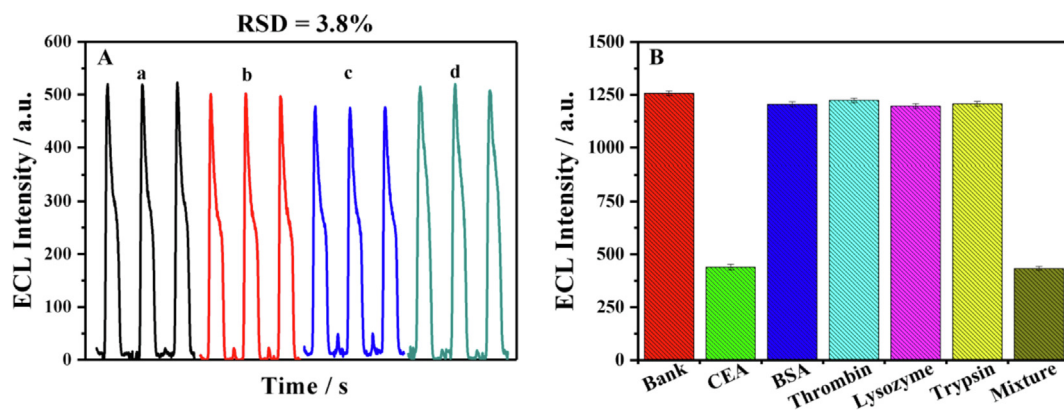 RSD = 3.8%
A
a
b
c
d
600
500
400
300
200
100
0
ECL Intensity / a.u.
Time / s
B
1500
1250
1000
750
500
250
0
ECL Intensity / a.u.
Bank
CEA
BSA
Thrombin
Lysozyme
Trypsin
Mixture